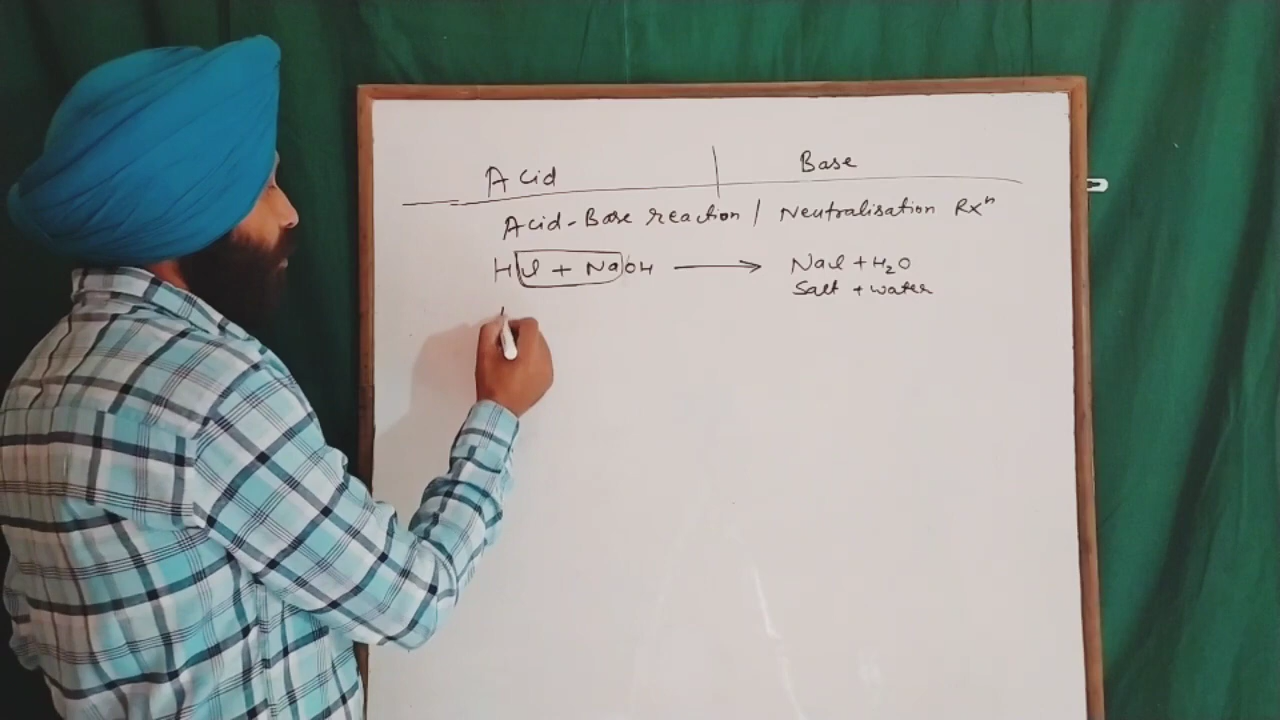 Acid | Base
Acid-Base reaction / Neutralisation Rxⁿ
HCl + NaOH ⟶ NaCl + H₂O
Salt + water